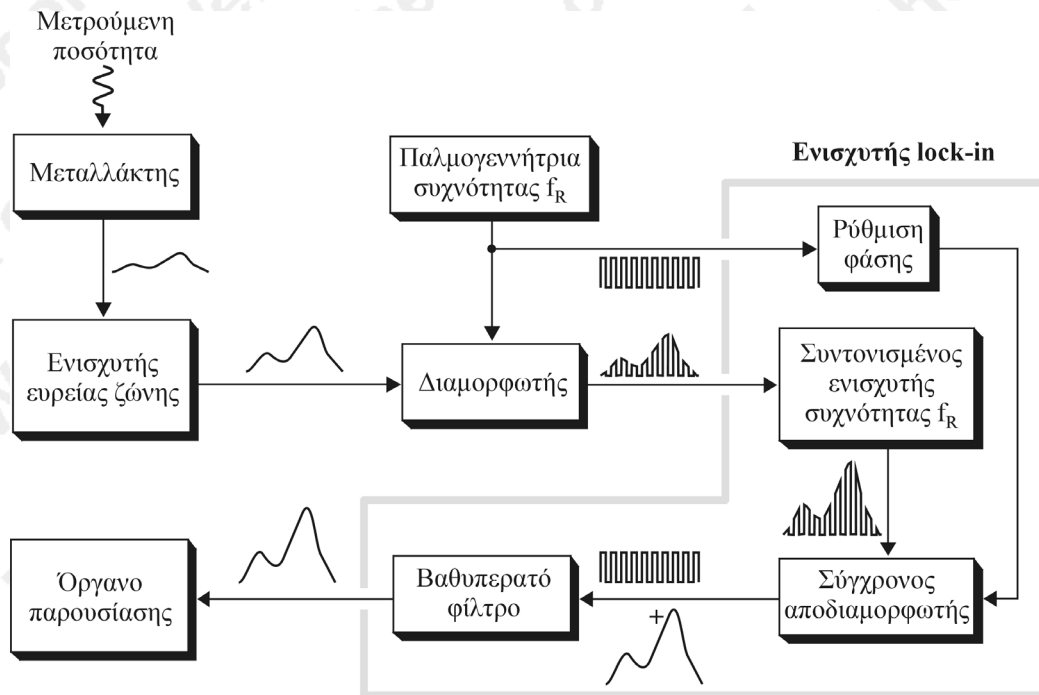 Μετρούμενη
ποσότητα
Μεταλλάκτης
Παλμογεννήτρια
συχνότητας f_R
Ενισχυτής lock-in
Ρύθμιση
φάσης
Ενισχυτής
ευρείας ζώνης
Διαμορφωτής
Συντονισμένος
ενισχυτής
συχνότητας f_R
Όργανο
παρουσίασης
Βαθυπερατό
φίλτρο
+
Σύγχρονος
αποδιαμορφωτής